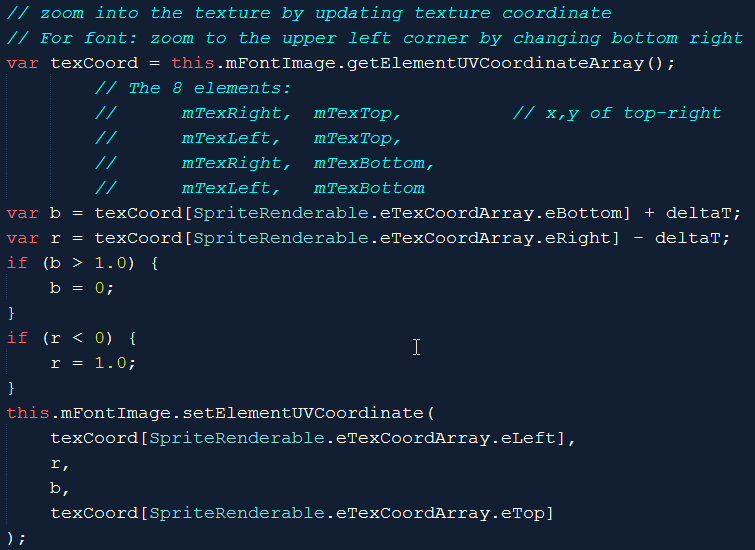 // zoom into the texture by updating texture coordinate
// For font: zoom to the upper left corner by changing bottom right
var texCoord = this.mFontImage.getElementUVCoordinateArray();
// The 8 elements:
// mTexRight, mTexTop, // x,y of top-right
// mTexLeft, mTexTop,
// mTexRight, mTexBottom,
// mTexLeft, mTexBottom
var b = texCoord[SpriteRenderable.eTexCoordArray.eBottom] + deltaT;
var r = texCoord[SpriteRenderable.eTexCoordArray.eRight] - deltaT;
if (b > 1.0) {
b = 0;
}
if (r < 0) {
r = 1.0;
}
this.mFontImage.setElementUVCoordinate(
texCoord[SpriteRenderable.eTexCoordArray.eLeft],
r,
b,
texCoord[SpriteRenderable.eTexCoordArray.eTop]
);